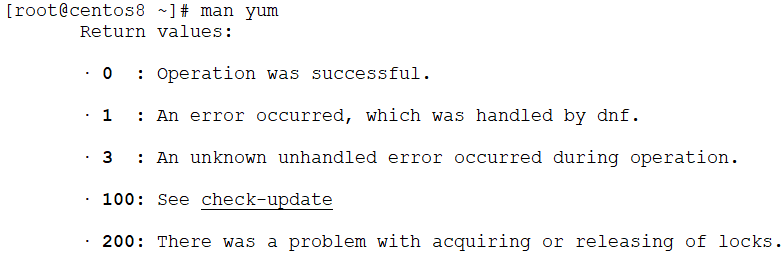 [root@centos8 ~]# man yum
Return values:
· 0 : Operation was successful.
· 1 : An error occurred, which was handled by dnf.
· 3 : An unknown unhandled error occurred during operation.
· 100: See check-update
· 200: There was a problem with acquiring or releasing of locks.